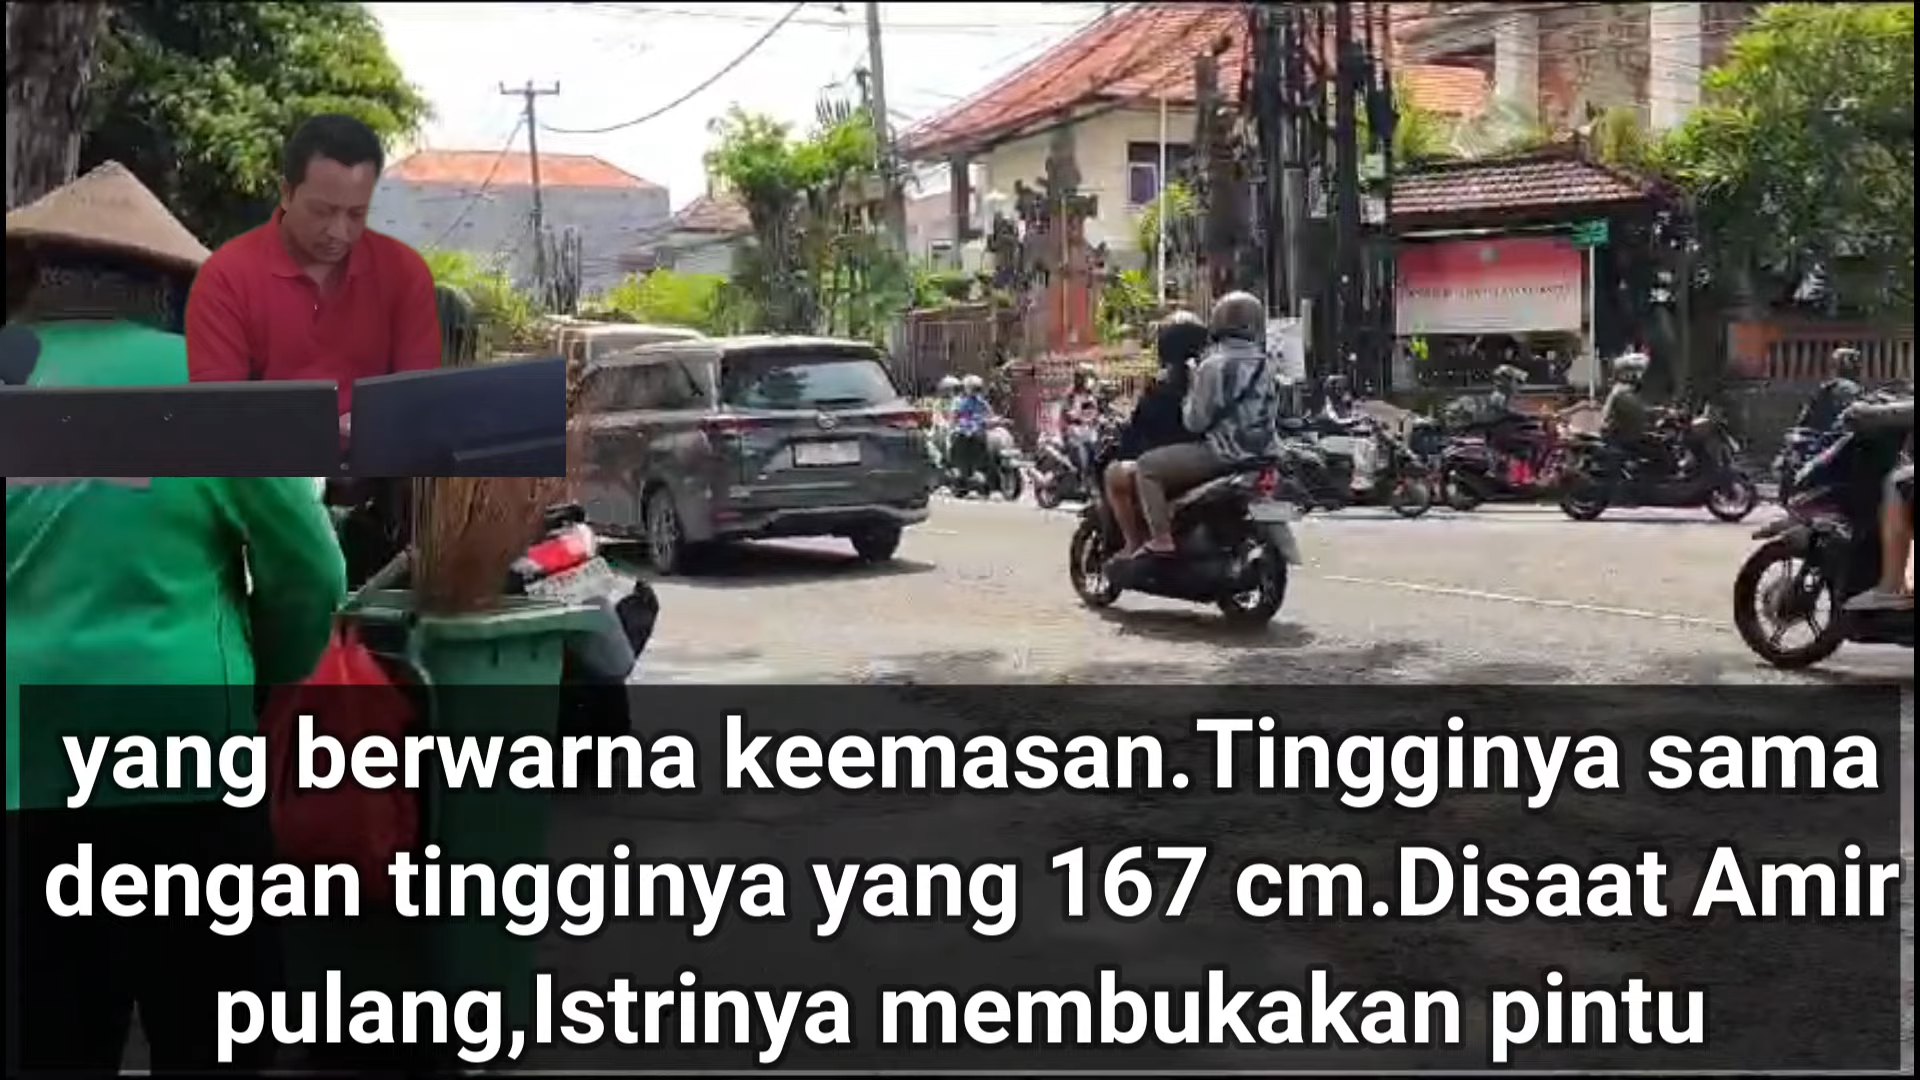 yang berwarna keemasan.Tingginya sama
dengan tingginya yang 167 cm.Disaat Amir
pulang,Istrinya membukakan pintu